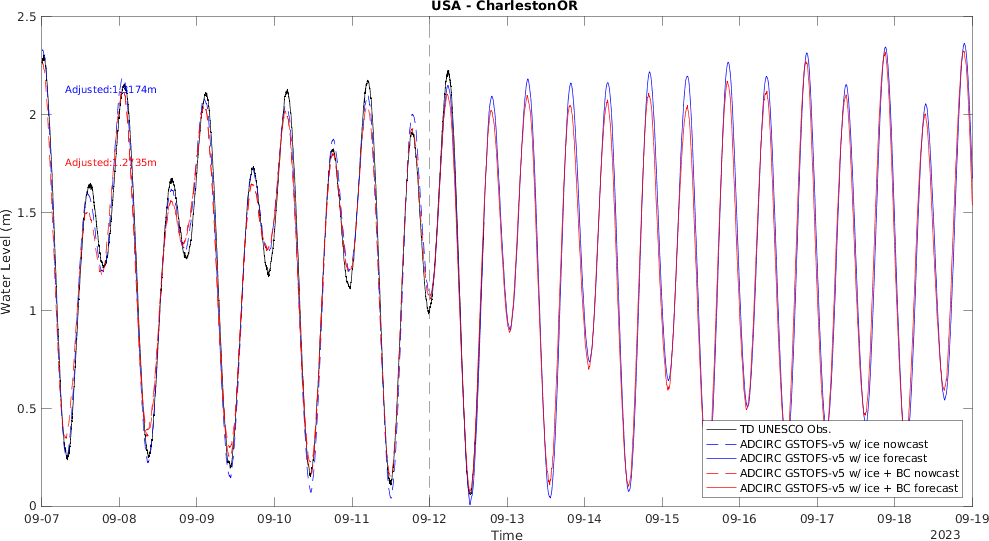 USA - CharlestonOR
2.5
2
1.5
1
0.5
0
Water Level (m)
Adjusted:1.2735m
09-07
09-08
09-09
09-10
09-11
09-12
09-13
09-14
09-15
09-16
09-17
09-18
09-19
Time
2023
TD UNESCO Obs.
ADCIRC GSTOFS-v5 w/ ice nowcast
ADCIRC GSTOFS-v5 w/ ice forecast
ADCIRC GSTOFS-v5 w/ ice + BC nowcast
ADCIRC GSTOFS-v5 w/ ice + BC forecast